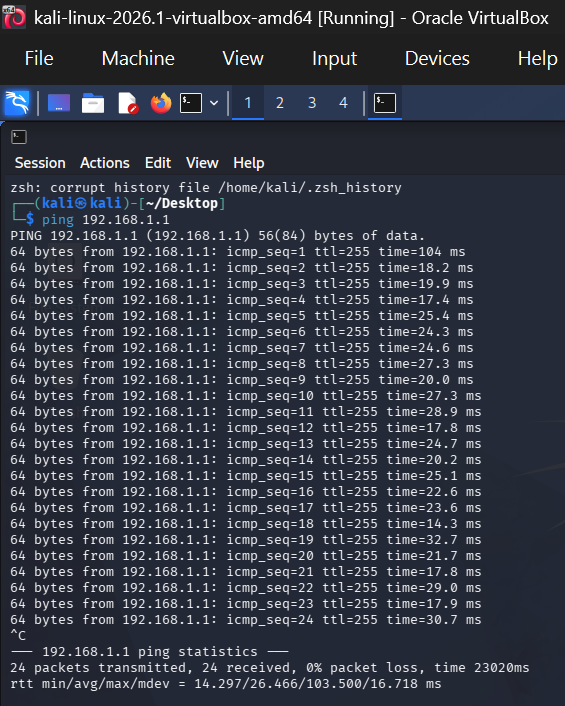 x64
kali-linux-2026.1-virtualbox-amd64 [Running] - Oracle VirtualBox
File Machine View Input Devices Help
1 2 3 4
Session Actions Edit View Help
zsh: corrupt history file /home/kali/.zsh_history
┌──(kali㉿kali)-[~/Desktop]
└─$ ping 192.168.1.1
PING 192.168.1.1 (192.168.1.1) 56(84) bytes of data.
64 bytes from 192.168.1.1: icmp_seq=1 ttl=255 time=104 ms
64 bytes from 192.168.1.1: icmp_seq=2 ttl=255 time=18.2 ms
64 bytes from 192.168.1.1: icmp_seq=3 ttl=255 time=19.9 ms
64 bytes from 192.168.1.1: icmp_seq=4 ttl=255 time=17.4 ms
64 bytes from 192.168.1.1: icmp_seq=5 ttl=255 time=25.4 ms
64 bytes from 192.168.1.1: icmp_seq=6 ttl=255 time=24.3 ms
64 bytes from 192.168.1.1: icmp_seq=7 ttl=255 time=24.6 ms
64 bytes from 192.168.1.1: icmp_seq=8 ttl=255 time=27.3 ms
64 bytes from 192.168.1.1: icmp_seq=9 ttl=255 time=20.0 ms
64 bytes from 192.168.1.1: icmp_seq=10 ttl=255 time=27.3 ms
64 bytes from 192.168.1.1: icmp_seq=11 ttl=255 time=28.9 ms
64 bytes from 192.168.1.1: icmp_seq=12 ttl=255 time=17.8 ms
64 bytes from 192.168.1.1: icmp_seq=13 ttl=255 time=24.7 ms
64 bytes from 192.168.1.1: icmp_seq=14 ttl=255 time=20.2 ms
64 bytes from 192.168.1.1: icmp_seq=15 ttl=255 time=25.1 ms
64 bytes from 192.168.1.1: icmp_seq=16 ttl=255 time=22.6 ms
64 bytes from 192.168.1.1: icmp_seq=17 ttl=255 time=23.6 ms
64 bytes from 192.168.1.1: icmp_seq=18 ttl=255 time=14.3 ms
64 bytes from 192.168.1.1: icmp_seq=19 ttl=255 time=32.7 ms
64 bytes from 192.168.1.1: icmp_seq=20 ttl=255 time=21.7 ms
64 bytes from 192.168.1.1: icmp_seq=21 ttl=255 time=17.8 ms
64 bytes from 192.168.1.1: icmp_seq=22 ttl=255 time=29.0 ms
64 bytes from 192.168.1.1: icmp_seq=23 ttl=255 time=17.9 ms
64 bytes from 192.168.1.1: icmp_seq=24 ttl=255 time=30.7 ms
^C
--- 192.168.1.1 ping statistics ---
24 packets transmitted, 24 received, 0% packet loss, time 23020ms
rtt min/avg/max/mdev = 14.297/26.466/103.500/16.718 ms